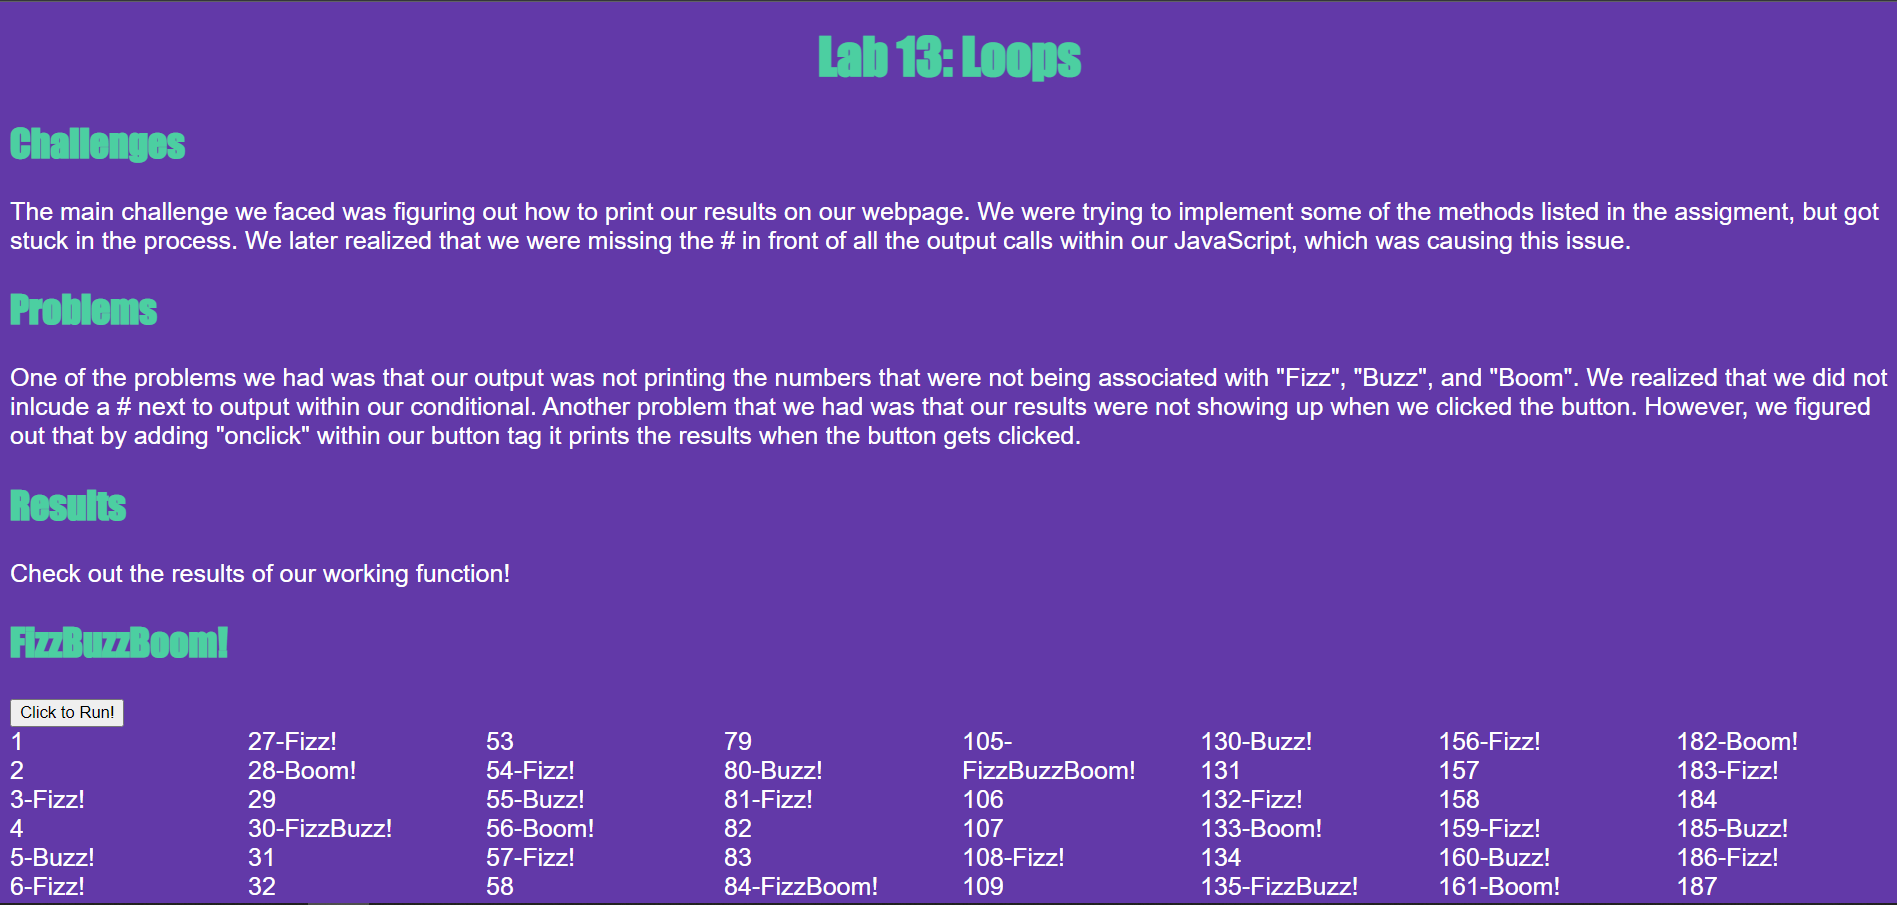 Lab 13: Loops
Challenges
The main challenge we faced was figuring out how to print our results on our webpage. We were trying to implement some of the methods listed in the assigment, but got
stuck in the process. We later realized that we were missing the # in front of all the output calls within our JavaScript, which was causing this issue.
Problems
One of the problems we had was that our output was not printing the numbers that were not being associated with "Fizz", "Buzz", and "Boom". We realized that we did not
inlcude a # next to output within our conditional. Another problem that we had was that our results were not showing up when we clicked the button. However, we figured
out that by adding "onclick" within our button tag it prints the results when the button gets clicked.
Results
Check out the results of our working function!
FizzBuzzBoom!
Click to Run!
1
2
3-Fizz!
4
5-Buzz!
6-Fizz!
27-Fizz!
28-Boom!
29
30-FizzBuzz!
31
32
53
54-Fizz!
55-Buzz!
56-Boom!
57-Fizz!
58
79
80-Buzz!
81-Fizz!
82
83
84-FizzBoom!
105-
FizzBuzzBoom!
106
107
108-Fizz!
109
130-Buzz!
131
132-Fizz!
133-Boom!
134
135-FizzBuzz!
156-Fizz!
157
158
159-Fizz!
160-Buzz!
161-Boom!
182-Boom!
183-Fizz!
184
185-Buzz!
186-Fizz!
187